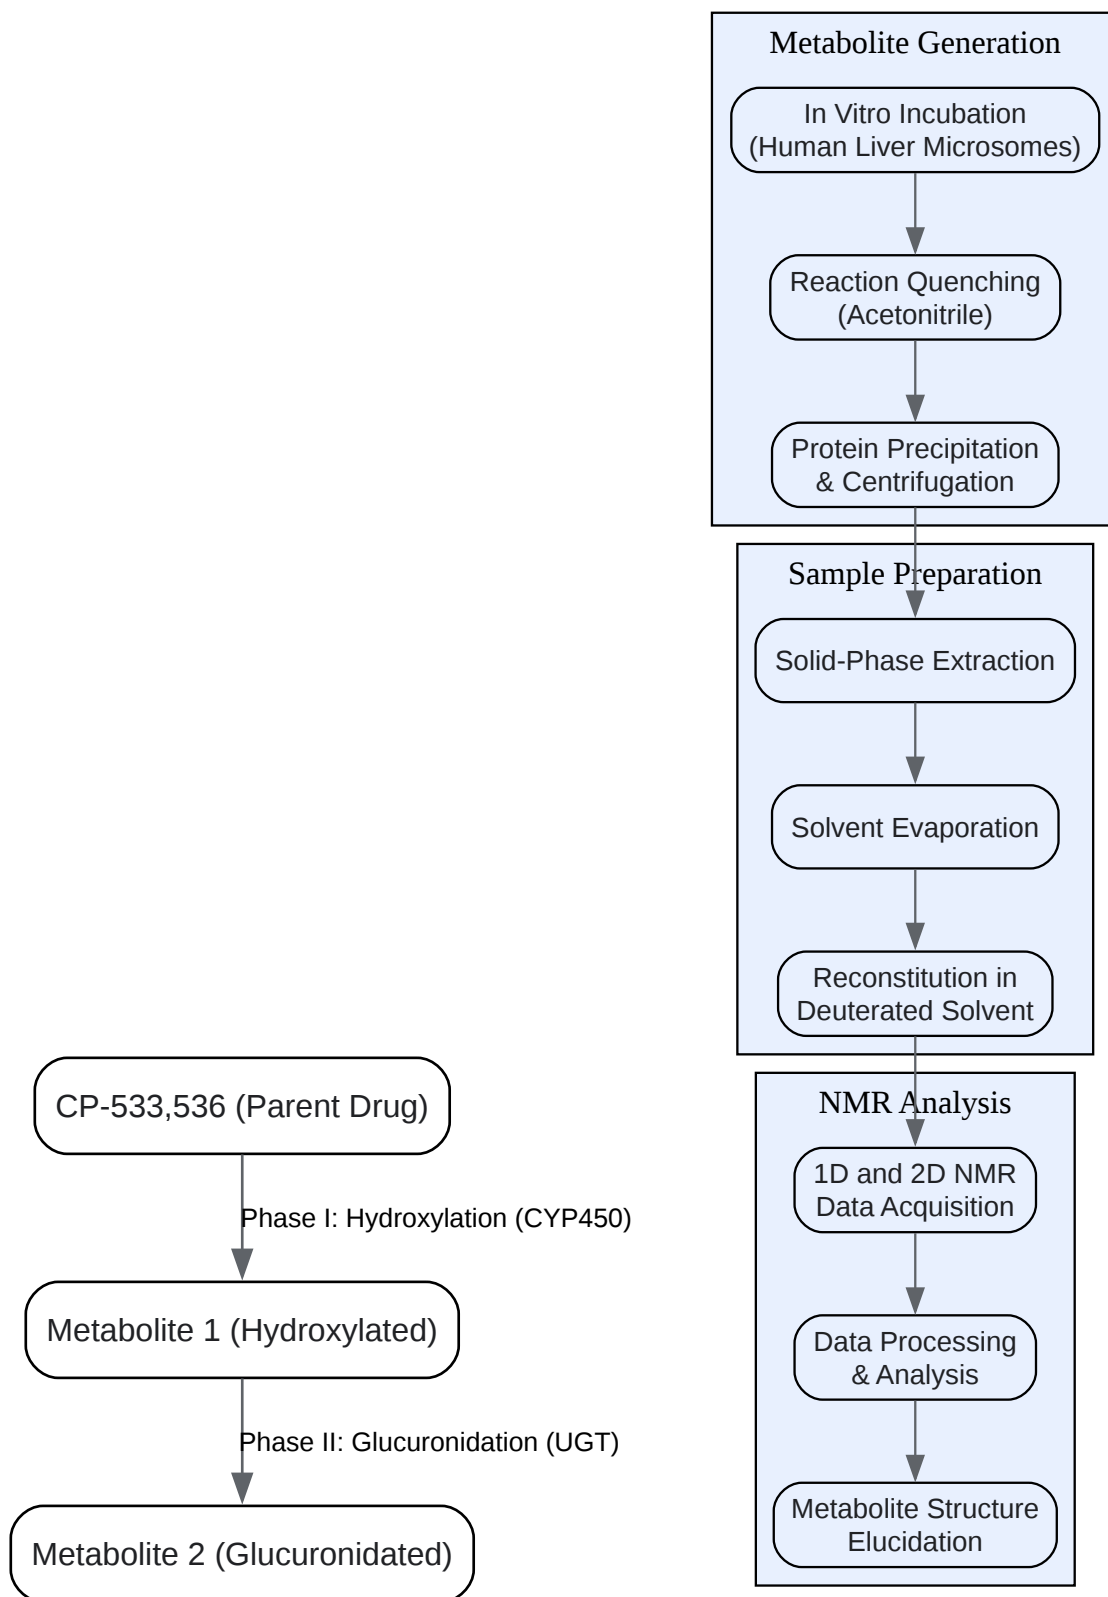 Metabolite Generation
In Vitro Incubation
(Human Liver Microsomes)
Reaction Quenching
(Acetonitrile)
Protein Precipitation
& Centrifugation
Sample Preparation
Solid-Phase Extraction
Solvent Evaporation
Reconstitution in
Deuterated Solvent
NMR Analysis
1D and 2D NMR
Data Acquisition
Data Processing
& Analysis
Metabolite Structure
Elucidation
CP-533,536 (Parent Drug)
Phase I: Hydroxylation (CYP450)
Metabolite 1 (Hydroxylated)
Phase II: Glucuronidation (UGT)
Metabolite 2 (Glucuronidated)